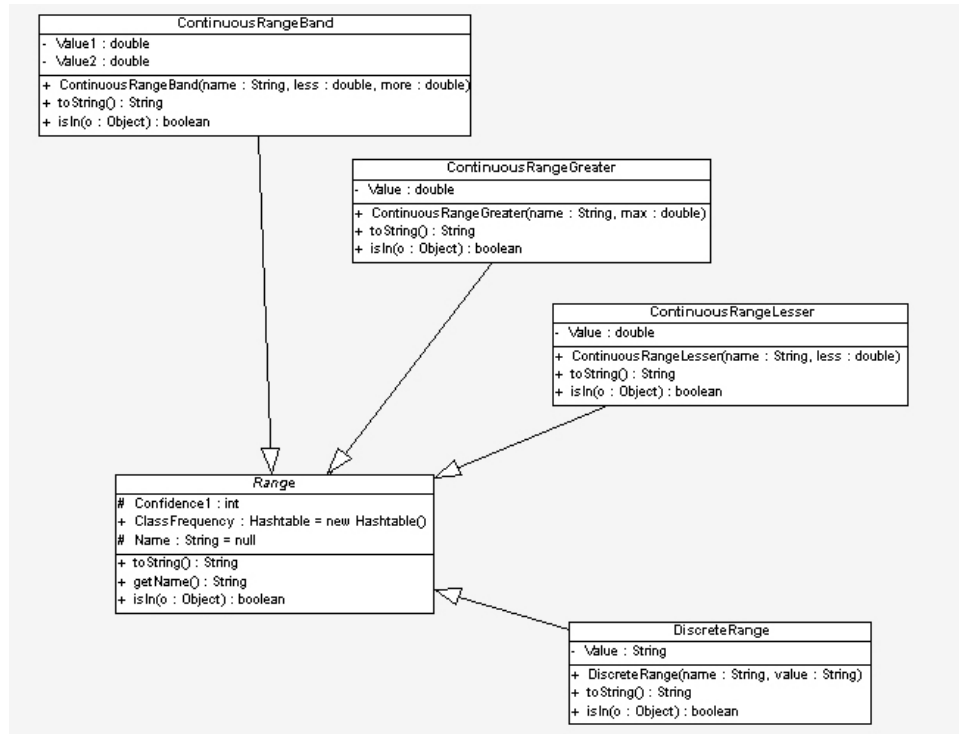 ContinuousRangeBand
- Value1 : double
- Value2 : double
+ ContinuousRangeBand(name : String, less : double, more : double)
+ toString() : String
+ isIn(o : Object) : boolean
ContinuousRangeGreater
- Value : double
+ ContinuousRangeGreater(name : String, max : double)
+ toString() : String
+ isIn(o : Object) : boolean
ContinuousRangeLesser
- Value : double
+ ContinuousRangeLesser(name : String, less : double)
+ toString() : String
+ isIn(o : Object) : boolean
Range
# Confidence1 : int
+ ClassFrequency : Hashtable = new Hashtable()
# Name : String = null
+ toString() : String
+ getName() : String
+ isIn(o : Object) : boolean
DiscreteRange
- Value : String
+ DiscreteRange(name : String, value : String)
+ toString() : String
+ isIn(o : Object) : boolean